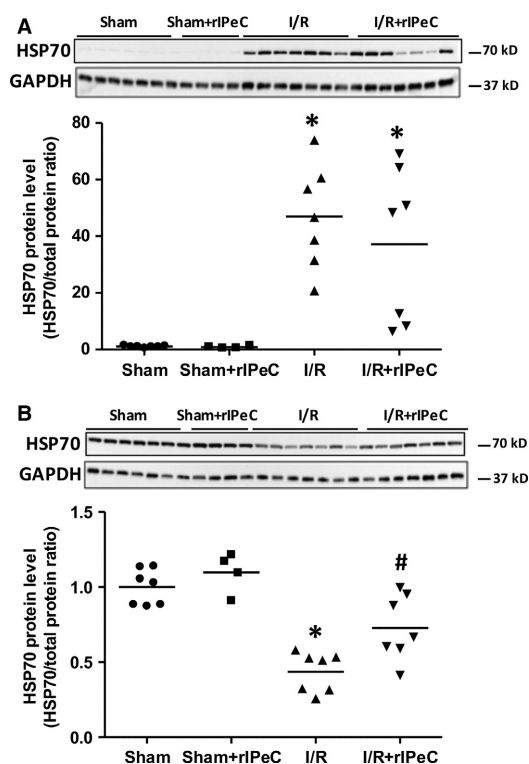 A
Sham Sham+rIPeC I/R I/R+rIPeC
HSP70 —70 kD
GAPDH —37 kD
HSP70 protein level
(HSP70/total protein ratio)
80
60
40
20
0
* *
Sham Sham+rIPeC I/R I/R+rIPeC
B
Sham Sham+rIPeC I/R I/R+rIPeC
HSP70 —70 kD
GAPDH —37 kD
HSP70 protein level
(HSP70/total protein ratio)
1.5
1.0
0.5
0.0
* #
Sham Sham+rIPeC I/R I/R+rIPeC